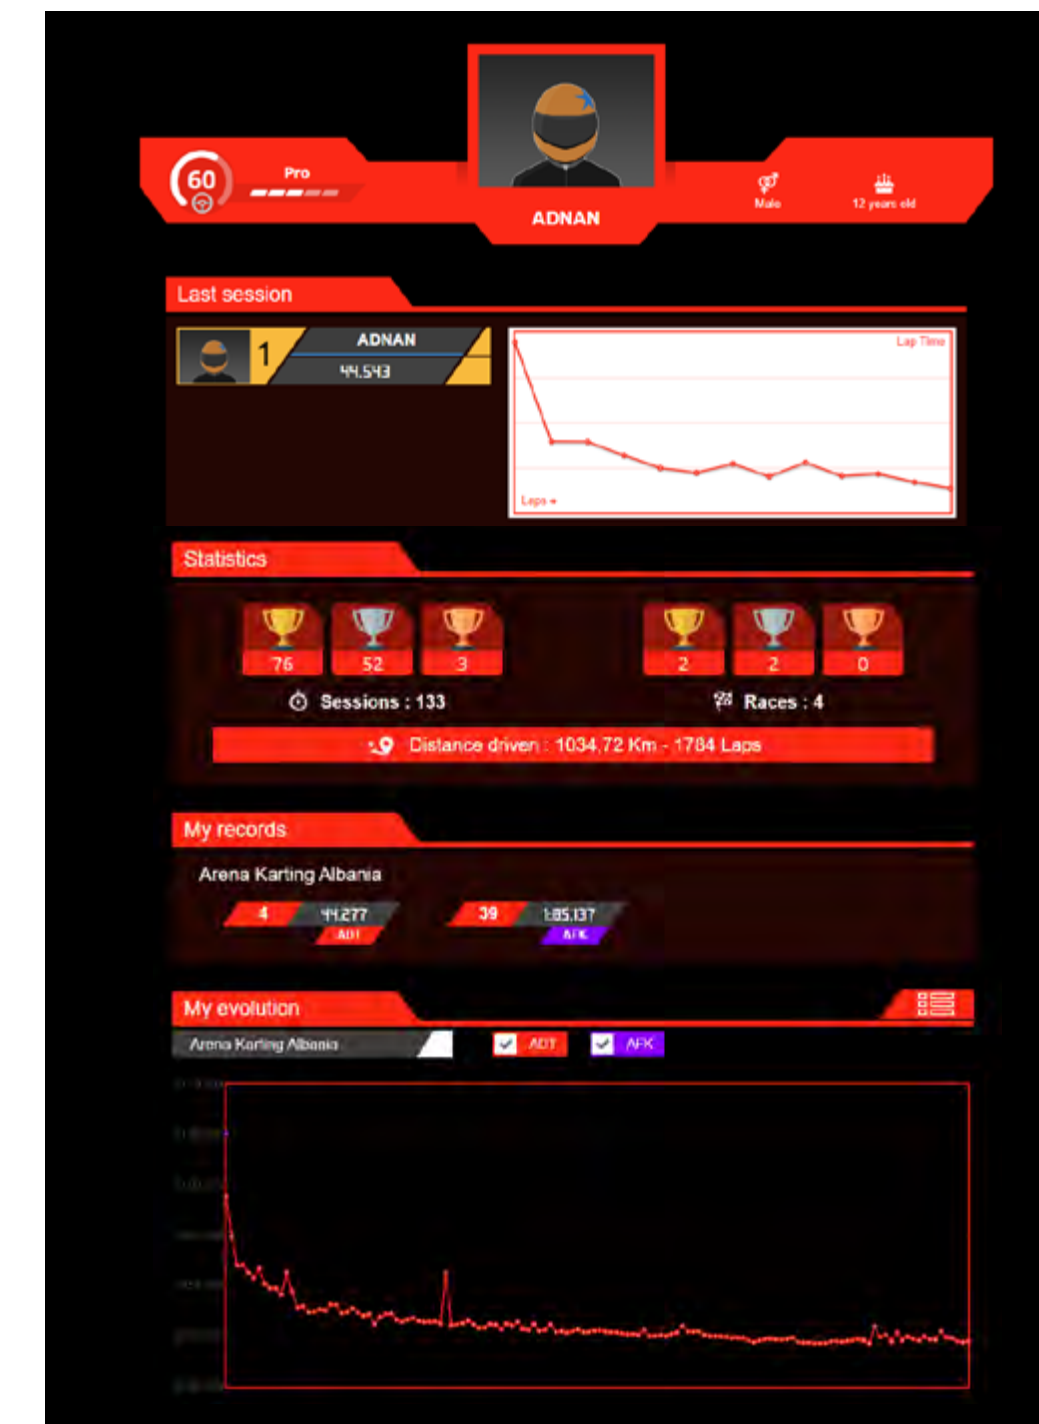 60
Pro
ADNAN
Male
12 years old
Last session
1
ADNAN
44.543
Lap Time
Laps
Statistics
76 52 3
2 2 0
Sessions : 133
Races : 4
Distance driven : 1034,72 Km - 1784 Laps
My records
Arena Karting Albania
4 44.277
ADT
39 1:05.137
AFK
My evolution
Arena Karting Albania
ADT
AFK